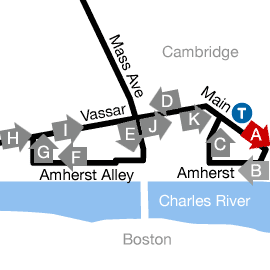 Mass Ave
Cambridge
Main
T
Vassar
D
A
H
I
E
J
K
G
F
C
B
Amherst Alley
Amherst
Charles River
Boston